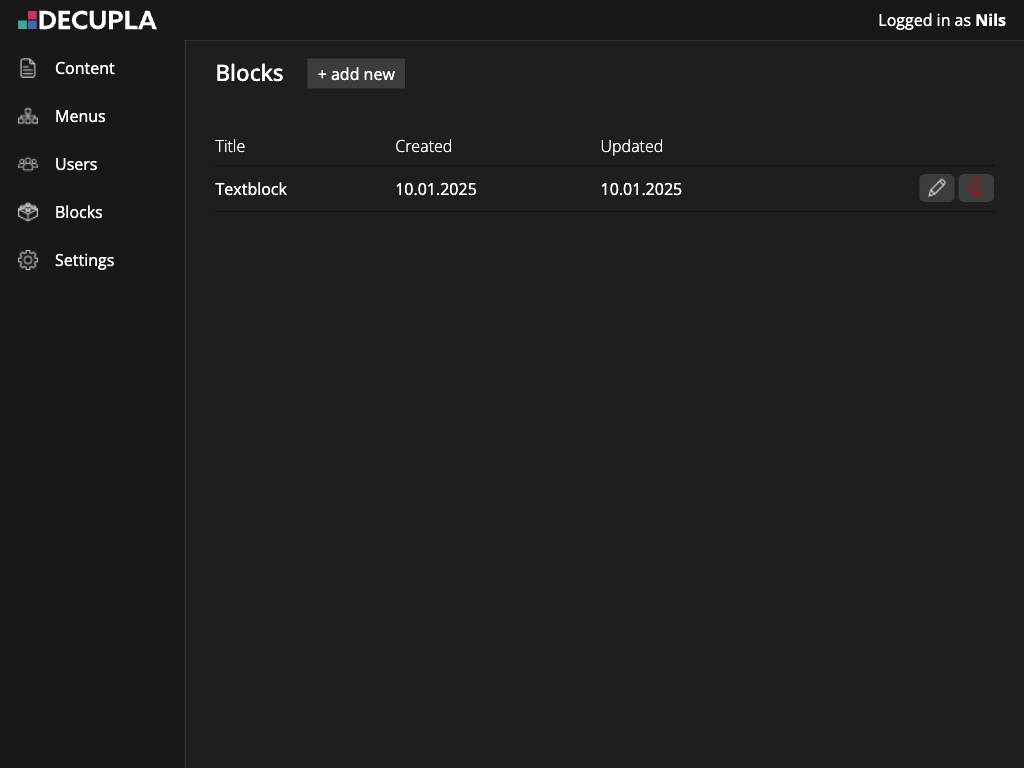 DECUPLA
Logged in as Nils
Content
Menus
Users
Blocks
Settings
Blocks
+ add new
Title Created Updated
Textblock 10.01.2025 10.01.2025